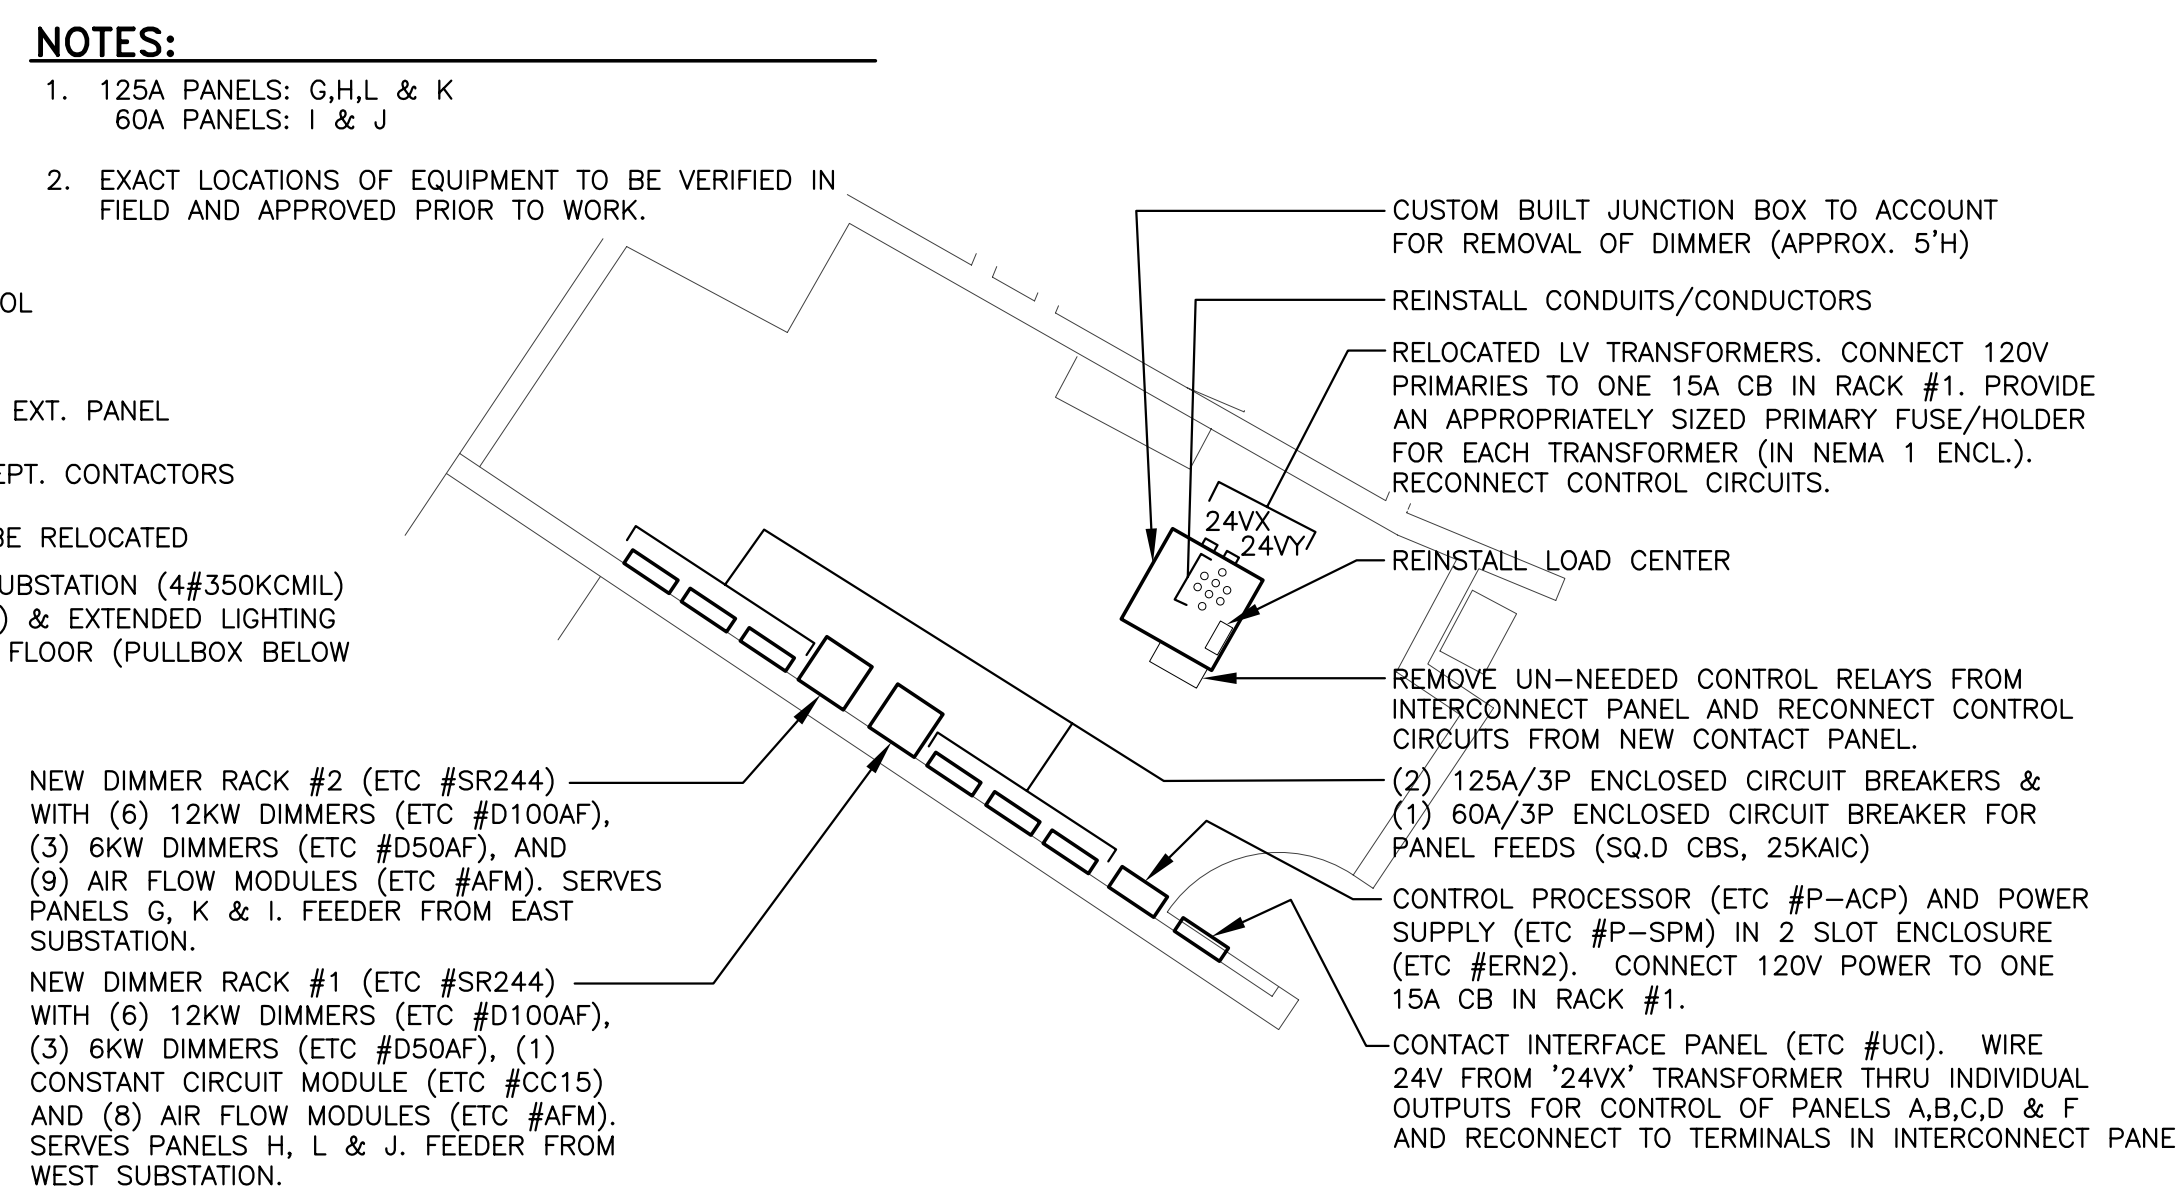 NOTES:
1. 125A PANELS: G,H,L & K
60A PANELS: I & J
2. EXACT LOCATIONS OF EQUIPMENT TO BE VERIFIED IN
FIELD AND APPROVED PRIOR TO WORK.
OL
EXT. PANEL
EPT. CONTACTORS
BE RELOCATED
UBSTATION (4#350KCMIL)
) & EXTENDED LIGHTING
FLOOR (PULLBOX BELOW
NEW DIMMER RACK #2 (ETC #SR244)
WITH (6) 12KW DIMMERS (ETC #D100AF),
(3) 6KW DIMMERS (ETC #D50AF), AND
(9) AIR FLOW MODULES (ETC #AFM). SERVES
PANELS G, K & I. FEEDER FROM EAST
SUBSTATION.
NEW DIMMER RACK #1 (ETC #SR244)
WITH (6) 12KW DIMMERS (ETC #D100AF),
(3) 6KW DIMMERS (ETC #D50AF), (1)
CONSTANT CIRCUIT MODULE (ETC #CC15)
AND (8) AIR FLOW MODULES (ETC #AFM).
SERVES PANELS H, L & J. FEEDER FROM
WEST SUBSTATION.
24VX
24VY
CUSTOM BUILT JUNCTION BOX TO ACCOUNT
FOR REMOVAL OF DIMMER (APPROX. 5'H)
REINSTALL CONDUITS/CONDUCTORS
RELOCATED LV TRANSFORMERS. CONNECT 120V
PRIMARIES TO ONE 15A CB IN RACK #1. PROVIDE
AN APPROPRIATELY SIZED PRIMARY FUSE/HOLDER
FOR EACH TRANSFORMER (IN NEMA 1 ENCL.).
RECONNECT CONTROL CIRCUITS.
REINSTALL LOAD CENTER
REMOVE UN-NEEDED CONTROL RELAYS FROM
INTERCONNECT PANEL AND RECONNECT CONTROL
CIRCUITS FROM NEW CONTACT PANEL.
(2) 125A/3P ENCLOSED CIRCUIT BREAKERS &
(1) 60A/3P ENCLOSED CIRCUIT BREAKER FOR
PANEL FEEDS (SQ.D CBS, 25KAIC)
CONTROL PROCESSOR (ETC #P-ACP) AND POWER
SUPPLY (ETC #P-SPM) IN 2 SLOT ENCLOSURE
(ETC #ERN2). CONNECT 120V POWER TO ONE
15A CB IN RACK #1.
CONTACT INTERFACE PANEL (ETC #UCI). WIRE
24V FROM '24VX' TRANSFORMER THRU INDIVIDUAL
OUTPUTS FOR CONTROL OF PANELS A,B,C,D & F
AND RECONNECT TO TERMINALS IN INTERCONNECT PANE